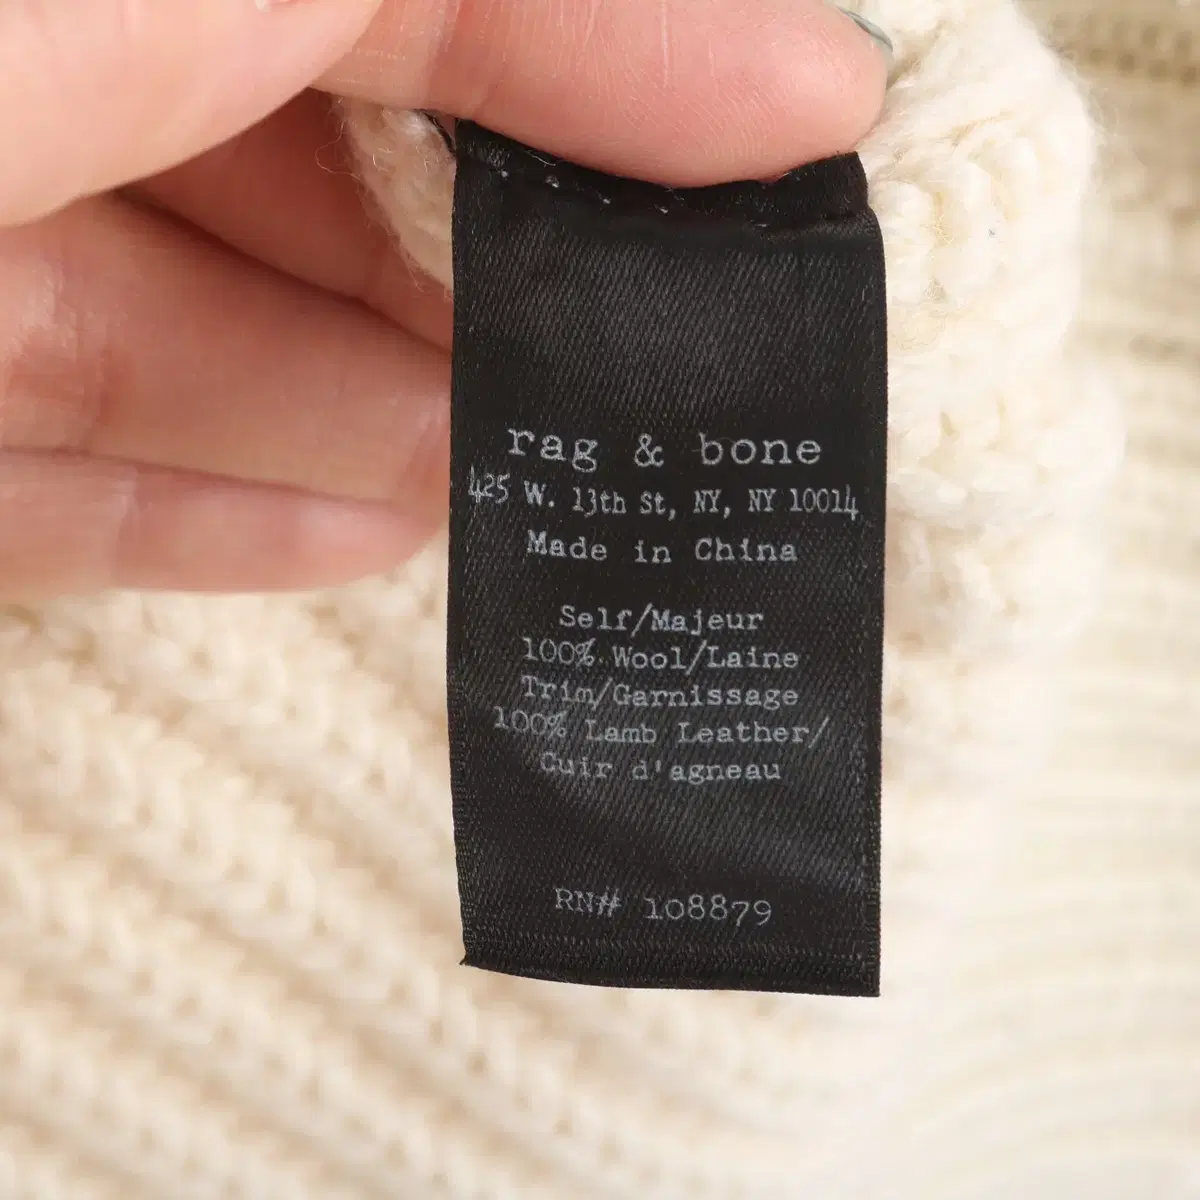 rag & bone
425 W. 13th St, NY, NY 10014
Made in China
Self/Majeur
100% Wool/Laine
Trim/Garnissage
100% Lamb Leather/
Cuir d'agneau
RN# 108879